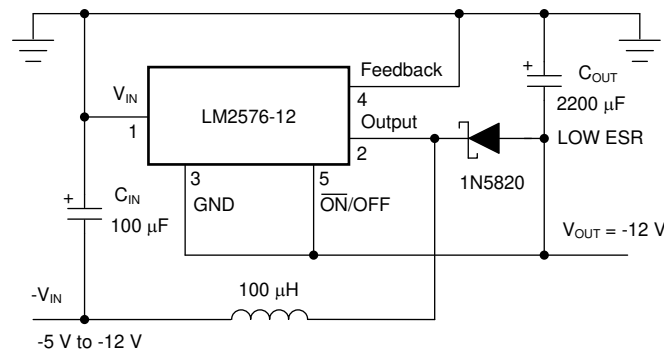 Feedback
+
C_OUT
2200 μF
V_IN
LM2576-12
4
1
Output
2
LOW ESR
1N5820
+
C_IN
100 μF
3
GND
5
O̅N̅/OFF
V_OUT = -12 V
100 μH
-V_IN
-5 V to -12 V